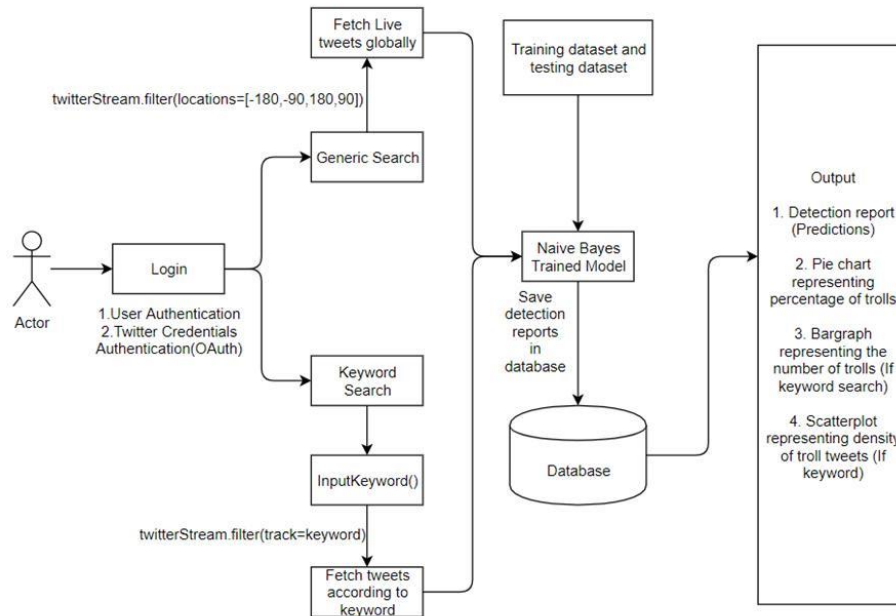 Fetch Live
tweets globally
Training dataset and
testing dataset
twitterStream.filter(locations=[-180,-90,180,90])
Generic Search
Login
1.User Authentication
2.Twitter Credentials
Authentication(OAuth)
Actor
Keyword
Search
InputKeyword()
twitterStream.filter(track=keyword)
Fetch tweets
according to
keyword
Naive Bayes
Trained Model
Save
detection
reports
in
database
Database
Output
1. Detection report
(Predictions)
2. Pie chart
representing
percentage of trolls
3. Bargraph
representing the
number of trolls (If
keyword search)
4. Scatterplot
representing density
of troll tweets (If
keyword)